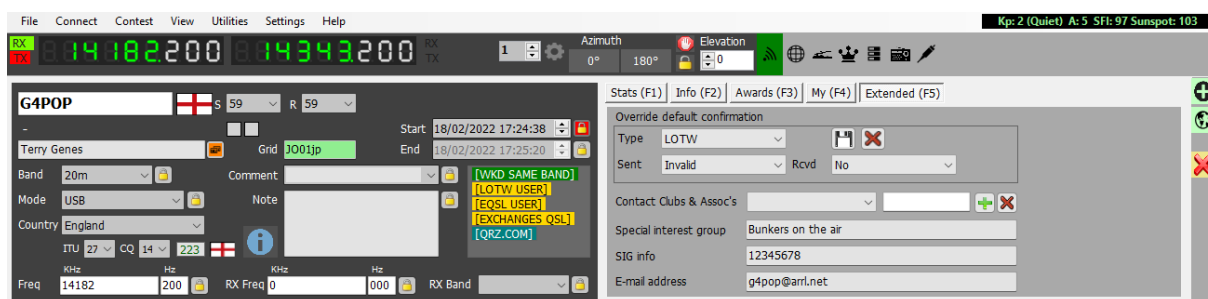 File Connect Contest View Utilities Settings Help
Kp: 2 (Quiet) A: 5 SFI: 97 Sunspot: 103
RX TX 14182.200 14343.200 RX TX 1 Azimuth 0° 180° Elevation 0
G4POP S 59 R 59
- Start 18/02/2022 17:24:38
Terry Genes Grid JO01jp End 18/02/2022 17:25:20
Band 20m Comment [WKD SAME BAND]
[LOTW USER]
Mode USB Note [EQSL USER]
[EXCHANGES QSL]
Country England [QRZ.COM]
ITU 27 CQ 14 223
KHz Hz KHz Hz
Freq 14182 200 RX Freq 0 000 RX Band
Stats (F1) Info (F2) Awards (F3) My (F4) Extended (F5)
Override default confirmation
Type LOTW
Sent Invalid Rcvd No
Contact Clubs & Assoc's
Special interest group Bunkers on the air
SIG info 12345678
E-mail address g4pop@arrl.net